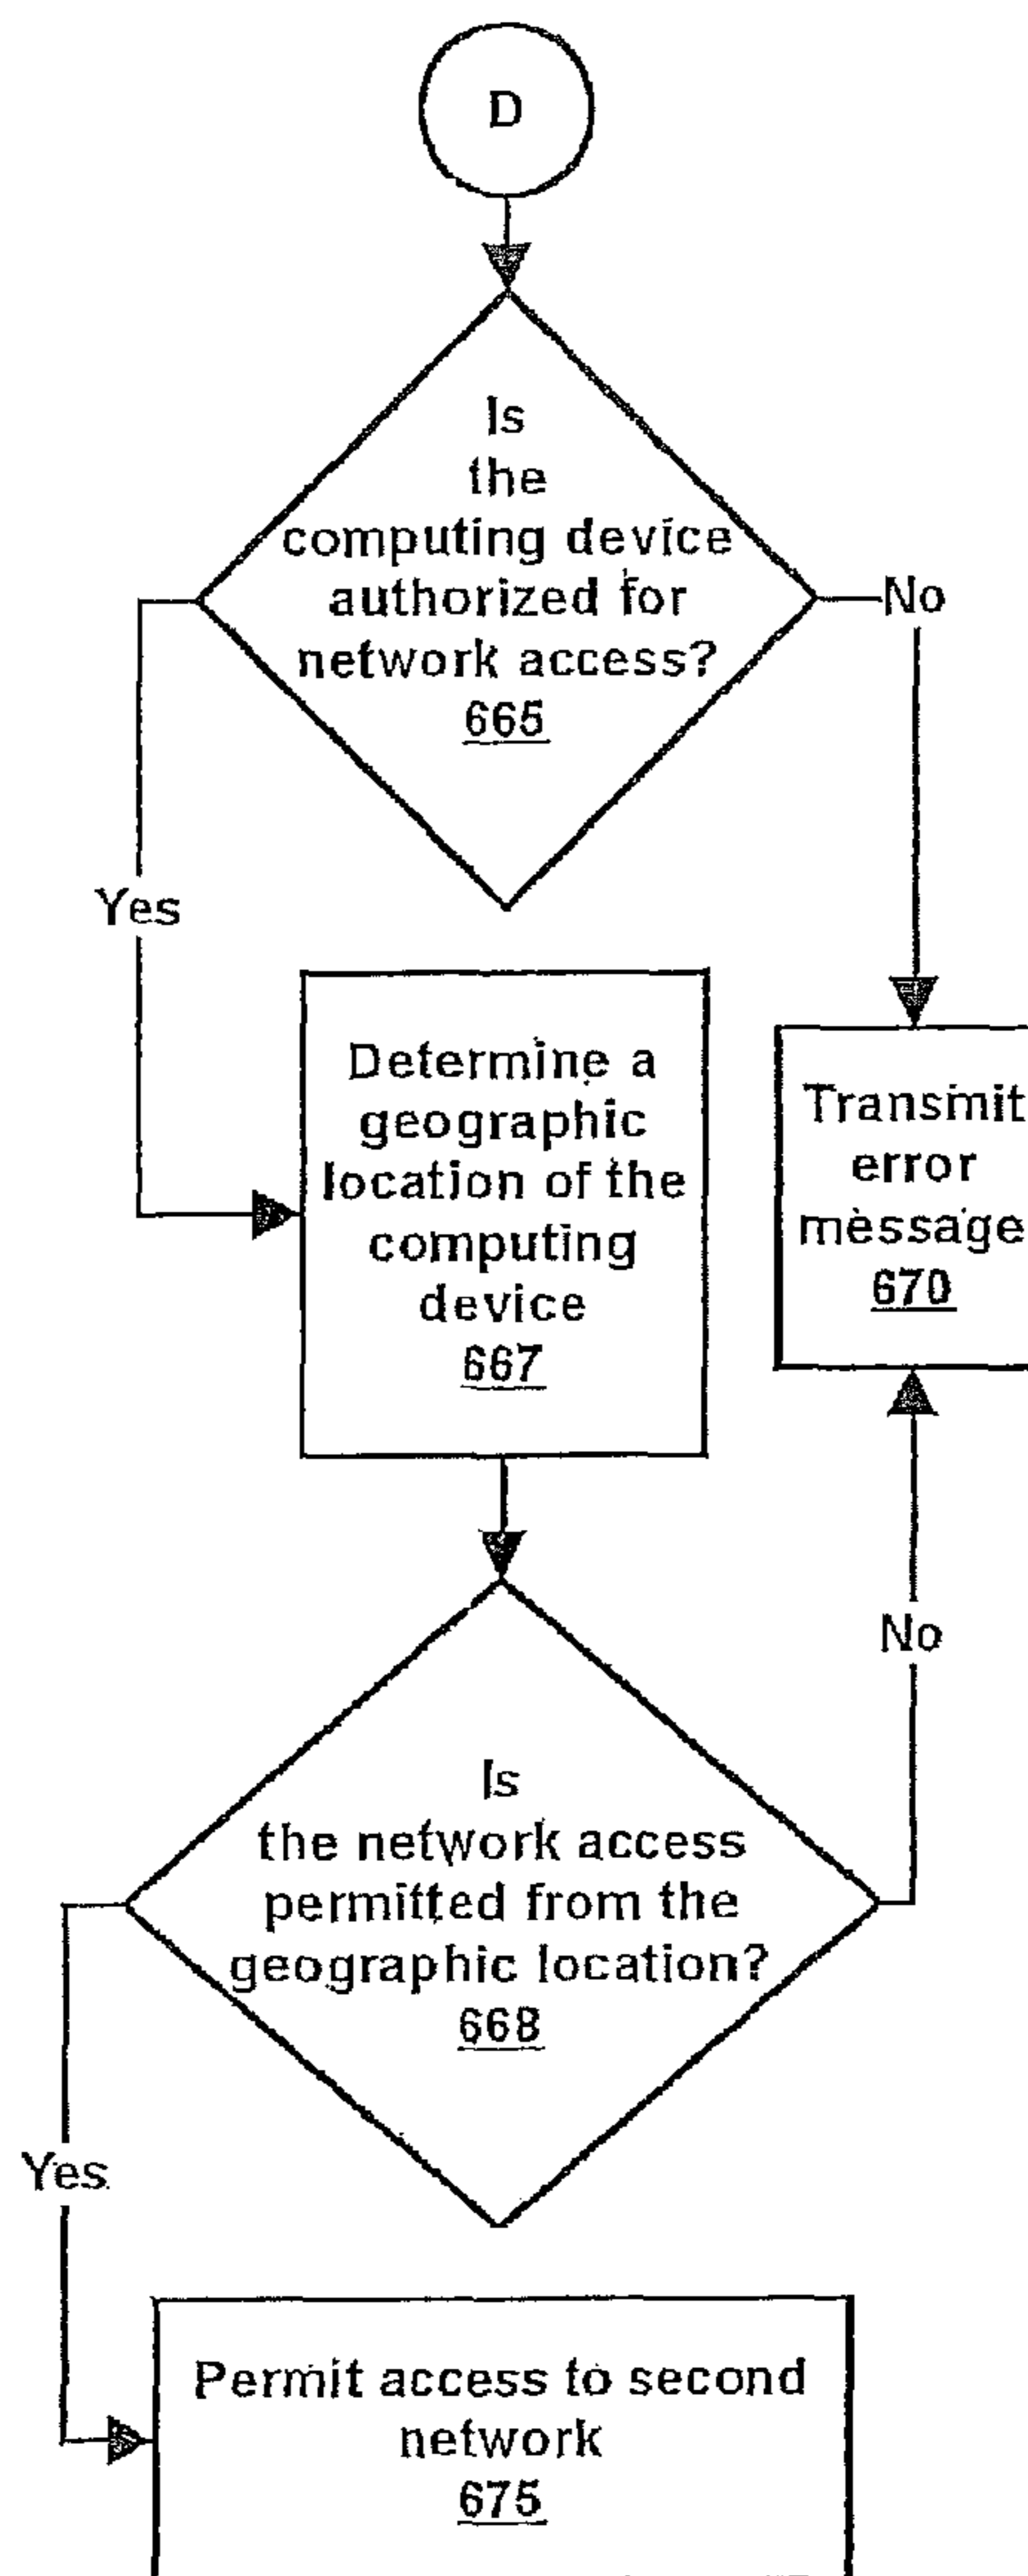 D
Is
the
computing device
authorized for
network access?
665
No
Yes
Determine a
geographic
location of the
computing
device
667
Transmit
error
message
670
No
Is
the network access
permitted from the
geographic location?
668
Yes
Permit access to second
network
675